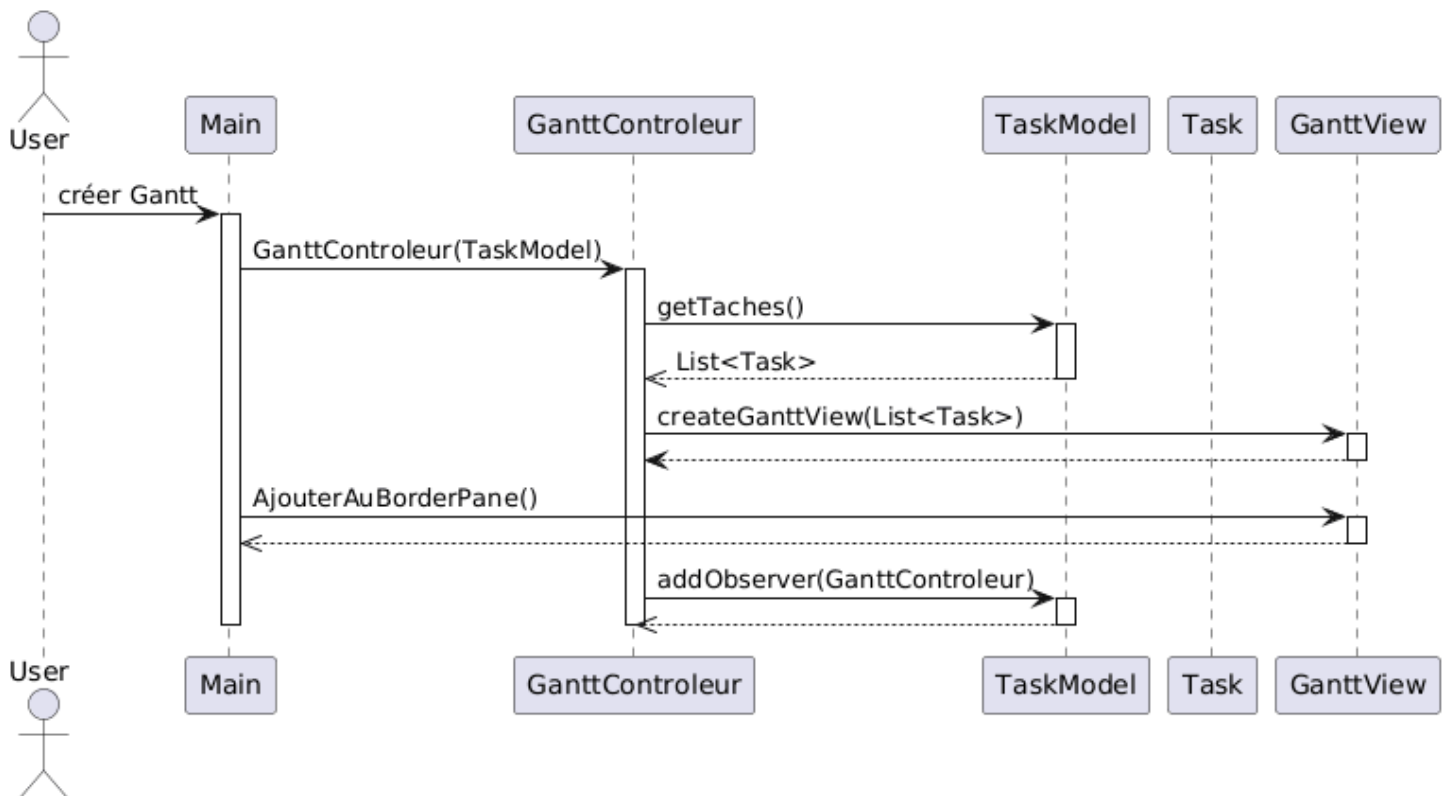 User
Main
GanttControleur
TaskModel
Task
GanttView
créer Gantt
GanttControleur(TaskModel)
getTaches()
List<Task>
createGanttView(List<Task>)
AjouterAuBorderPane()
addObserver(GanttControleur)
User
Main
GanttControleur
TaskModel
Task
GanttView